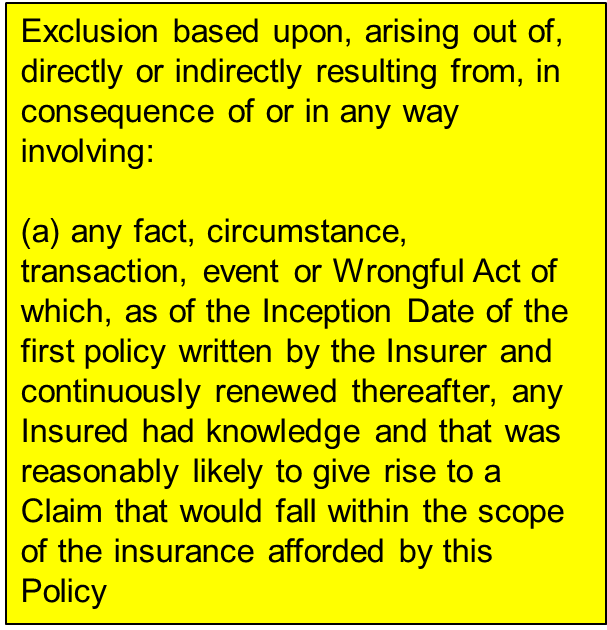 Exclusion based upon, arising out of,
directly or indirectly resulting from, in
consequence of or in any way
involving:
(a) any fact, circumstance,
transaction, event or Wrongful Act of
which, as of the Inception Date of the
first policy written by the Insurer and
continuously renewed thereafter, any
Insured had knowledge and that was
reasonably likely to give rise to a
Claim that would fall within the scope
of the insurance afforded by this
Policy